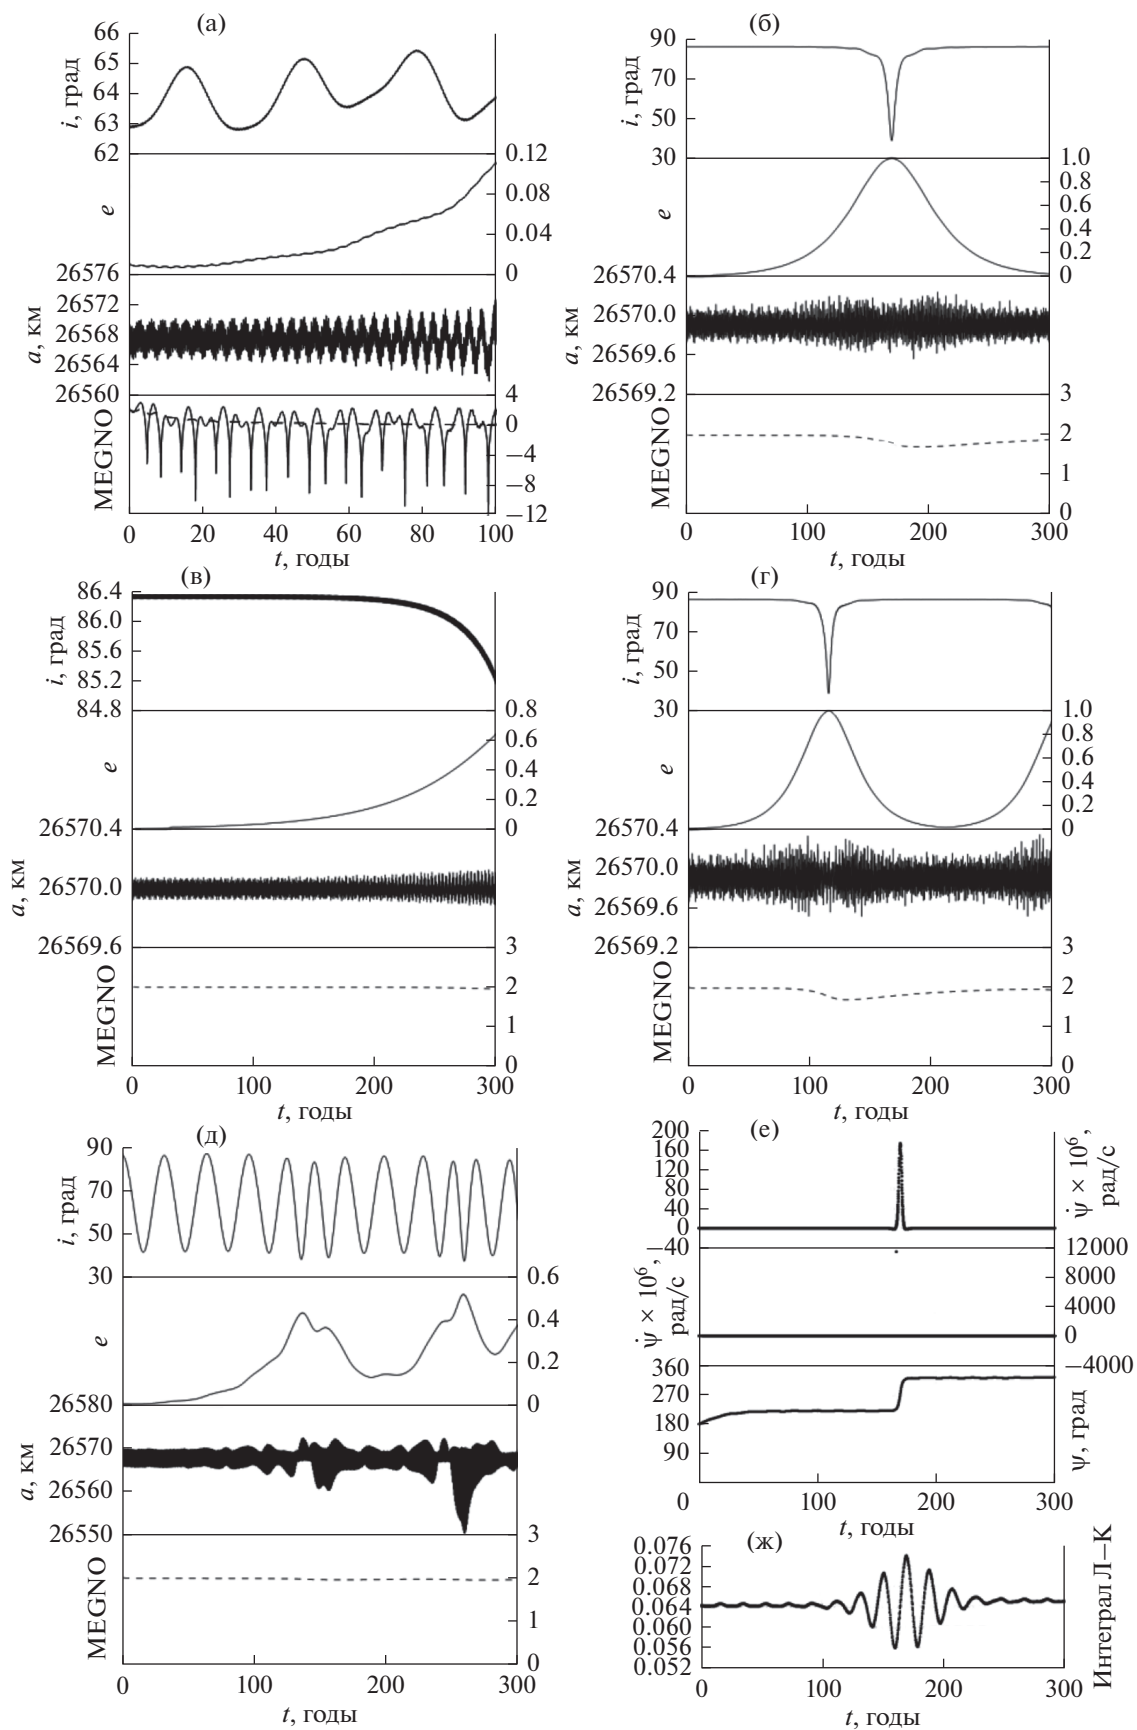 (а)
66
65
64
63
62
i, град
0.12
0.08
0.04
0
e
26576
26572
26568
26564
26560
a, км
4
0
−4
−8
−12
MEGNO
0 20 40 60 80 100
t, годы
(б)
90
70
50
30
i, град
1.0
0.8
0.6
0.4
0.2
0
e
26570.4
26570.0
26569.6
26569.2
a, км
3
2
1
0
MEGNO
0 100 200 300
t, годы
(в)
86.4
86.0
85.6
85.2
84.8
i, град
0.8
0.6
0.4
0.2
0
e
26570.4
26570.0
26569.6
a, км
3
2
1
0
MEGNO
0 100 200 300
t, годы
(г)
90
70
50
30
i, град
1.0
0.8
0.6
0.4
0.2
0
e
26570.4
26570.0
26569.6
26569.2
a, км
3
2
1
0
MEGNO
0 100 200 300
t, годы
(д)
90
70
50
30
i, град
0.6
0.4
0.2
0
e
26580
26570
26560
26550
a, км
3
2
1
0
MEGNO
0 100 200 300
t, годы
(е)
200
160
120
80
40
0
−40
ψ̇ × 10⁶,
рад/с
12000
8000
4000
0
−4000
ψ̇ × 10⁶,
рад/с
360
270
180
90
0
ψ, град
100 200 300
t, годы
(ж)
0.076
0.072
0.068
0.064
0.060
0.056
0.052
Интеграл Л−К
0 100 200 300
t, годы